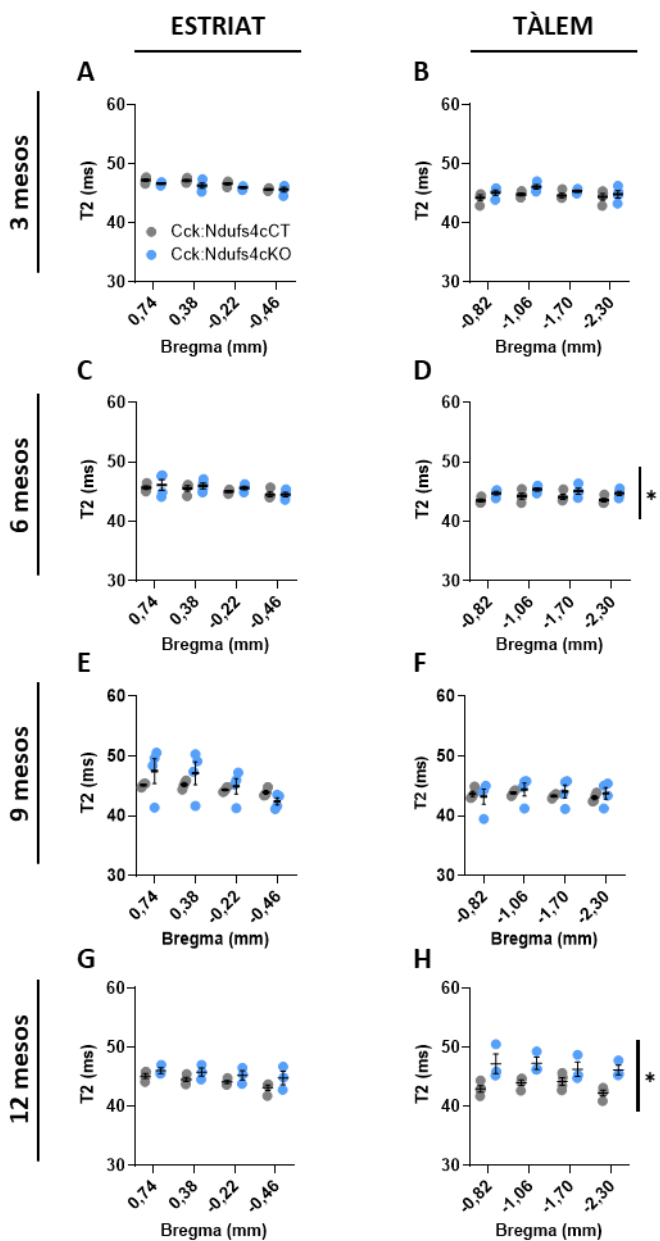 ESTRIAT
TÀLEM
3 mesos
A
60
50
40
30
T2 (ms)
Cck:Ndufs4cCT
Cck:Ndufs4cKO
0,74
0,38
-0,22
-0,46
Bregma (mm)
B
60
50
40
30
T2 (ms)
-0,82
-1,06
-1,70
-2,30
Bregma (mm)
6 mesos
C
60
50
40
30
T2 (ms)
0,74
0,38
-0,22
-0,46
Bregma (mm)
D
60
50
40
30
T2 (ms)
*
-0,82
-1,06
-1,70
-2,30
Bregma (mm)
9 mesos
E
60
50
40
30
T2 (ms)
0,74
0,38
-0,22
-0,46
Bregma (mm)
F
60
50
40
30
T2 (ms)
-0,82
-1,06
-1,70
-2,30
Bregma (mm)
12 mesos
G
60
50
40
30
T2 (ms)
0,74
0,38
-0,22
-0,46
Bregma (mm)
H
60
50
40
30
T2 (ms)
*
-0,82
-1,06
-1,70
-2,30
Bregma (mm)